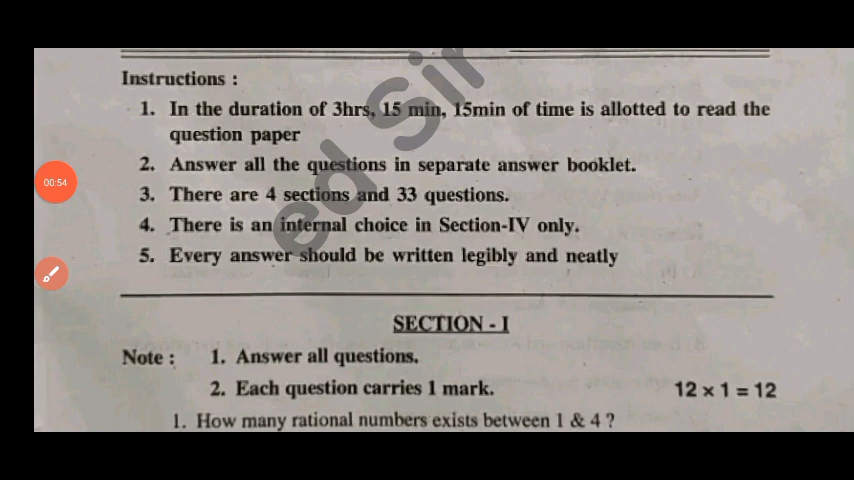 Instructions :
1. In the duration of 3hrs, 15 min, 15min of time is allotted to read the
question paper
2. Answer all the questions in separate answer booklet.
3. There are 4 sections and 33 questions.
4. There is an internal choice in Section-IV only.
5. Every answer should be written legibly and neatly
00:54
SECTION - I
Note : 1. Answer all questions.
2. Each question carries 1 mark. 12 × 1 = 12
1. How many rational numbers exists between 1 & 4 ?
ed Sir